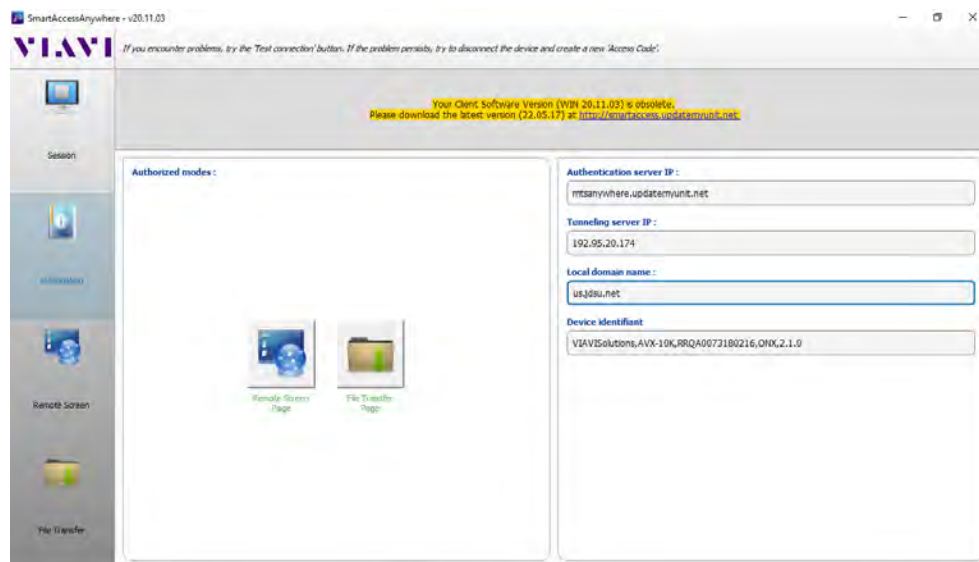 SmartAccessAnywhere - v20.11.03
VIAVI
If you encounter problems, try the 'Test connection' button. If the problem persists, try to disconnect the device and create a new 'Access Code'.
Your Client Software Version (WIN 20.11.03) is obsolete.
Please download the latest version (22.05.17) at http://smartaccess.updatemyunit.net
Session
Information
Remote Screen
File Transfer
Authorized modes :
Remote Screen
Page
File Transfer
Page
Authentication server IP :
mtsanywhere.updatemyunit.net
Tunneling server IP :
192.95.20.174
Local domain name :
us.jdsu.net
Device identifiant
VIAVISolutions,AVX-10K,RRQA0073180216,ONX,2.1.0